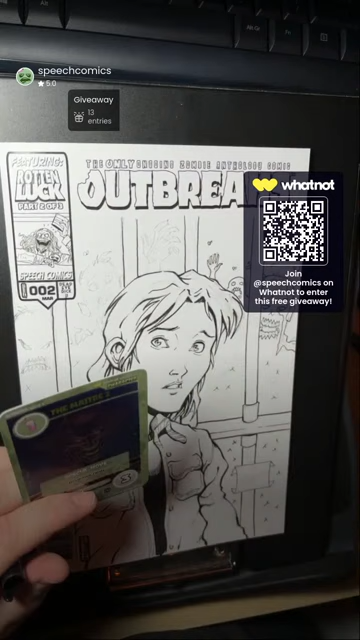 speechcomics
★5.0
Giveaway
13
entries
FEATURING:
ROTTEN
LUCK
PART 2 OF 3
SPEECH COMICS
002
MAR
THE ONLY ONGOING ZOMBIE ANTHOLOGY COMIC
OUTBREA
whatnot
Join
@speechcomics on
Whatnot to enter
this free giveaway!
THE MASTER